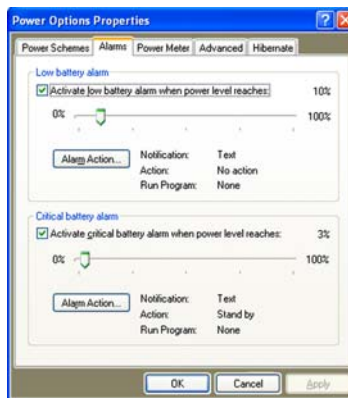 Power Options Properties
Power Schemes Alarms Power Meter Advanced Hibernate
Low battery alarm
Activate low battery alarm when power level reaches: 10%
0% 100%
Alarm Action... Notification: Text
Action: No action
Run Program: None
Critical battery alarm
Activate critical battery alarm when power level reaches: 3%
0% 100%
Alarm Action... Notification: Text
Action: Stand by
Run Program: None
OK Cancel Apply